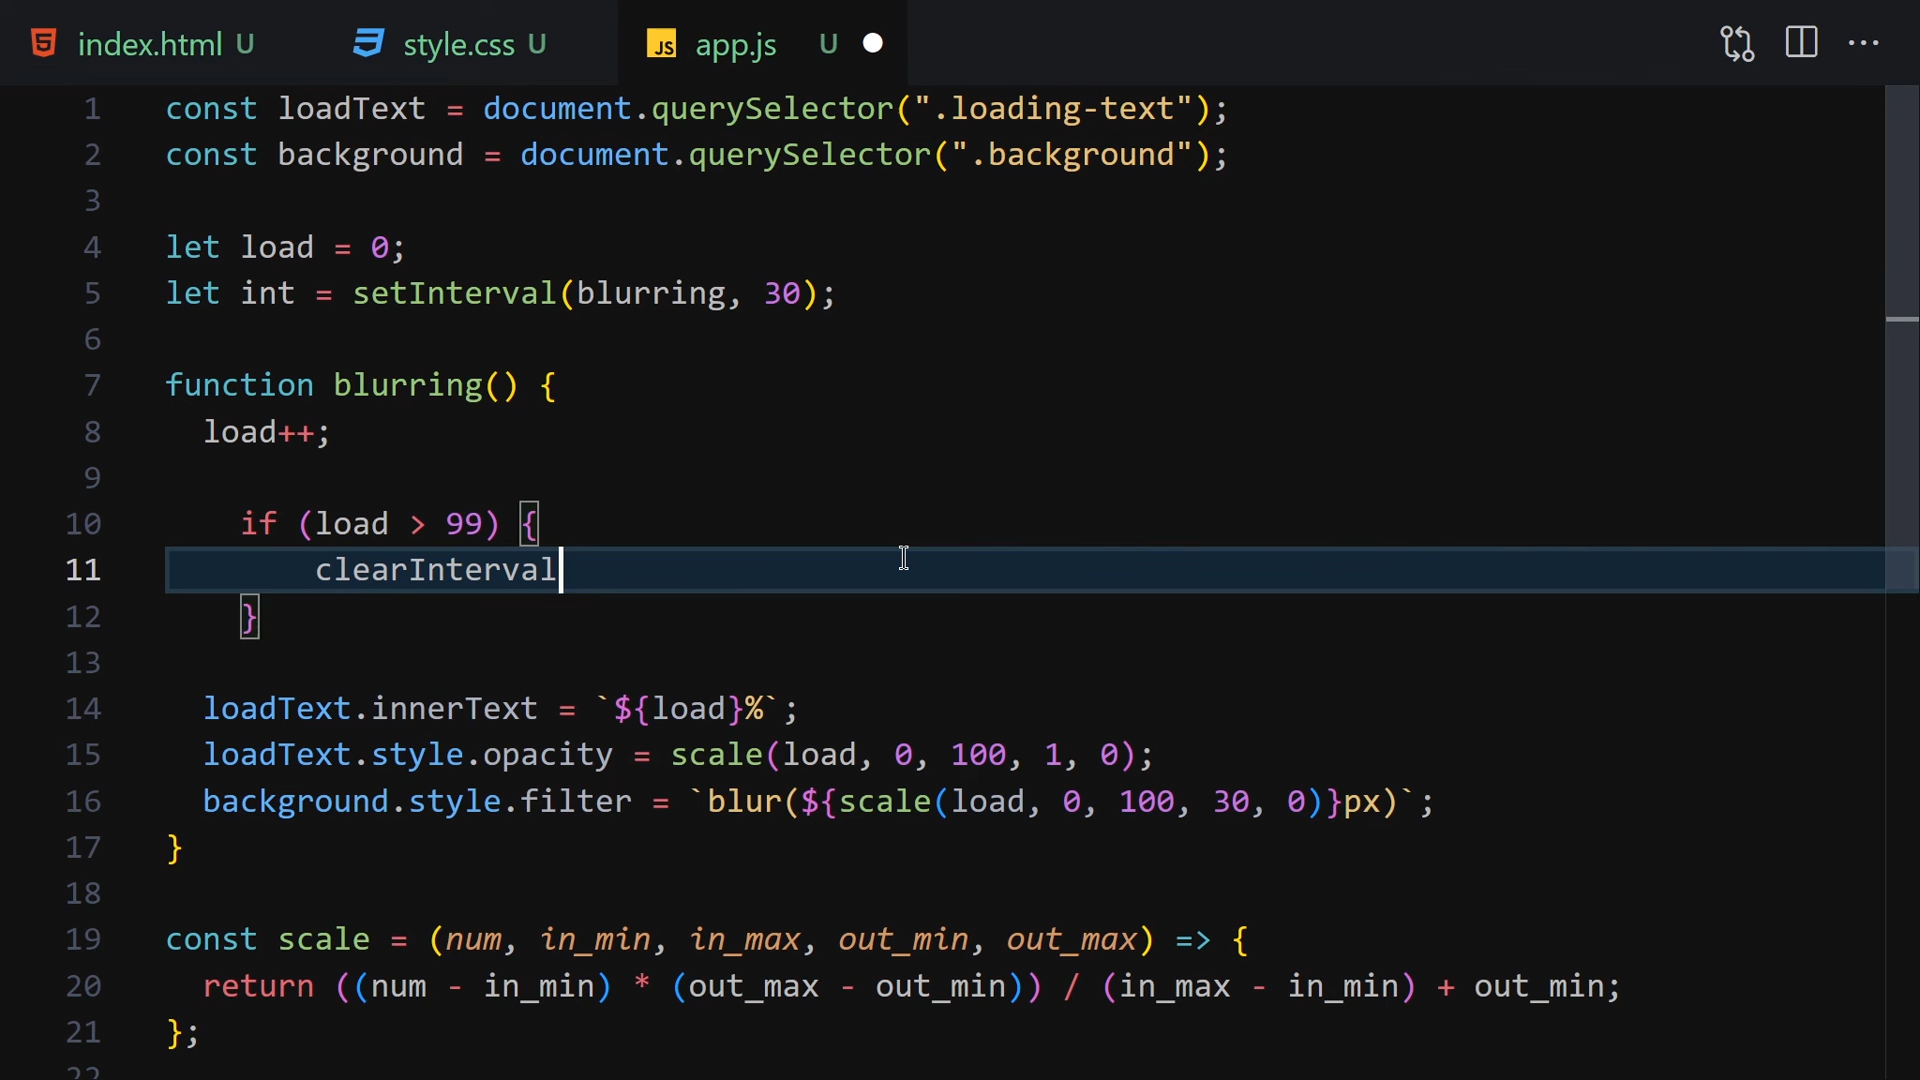 index.html U style.css U JS app.js U
1 const loadText = document.querySelector(".loading-text");
2 const background = document.querySelector(".background");
3
4 let load = 0;
5 let int = setInterval(blurring, 30);
6
7 function blurring() {
8 load++;
9
10 if (load > 99) {
11 clearInterval
12 }
13
14 loadText.innerText = `${load}%`;
15 loadText.style.opacity = scale(load, 0, 100, 1, 0);
16 background.style.filter = `blur(${scale(load, 0, 100, 30, 0)}px)`;
17 }
18
19 const scale = (num, in_min, in_max, out_min, out_max) => {
20 return ((num - in_min) * (out_max - out_min)) / (in_max - in_min) + out_min;
21 };
22